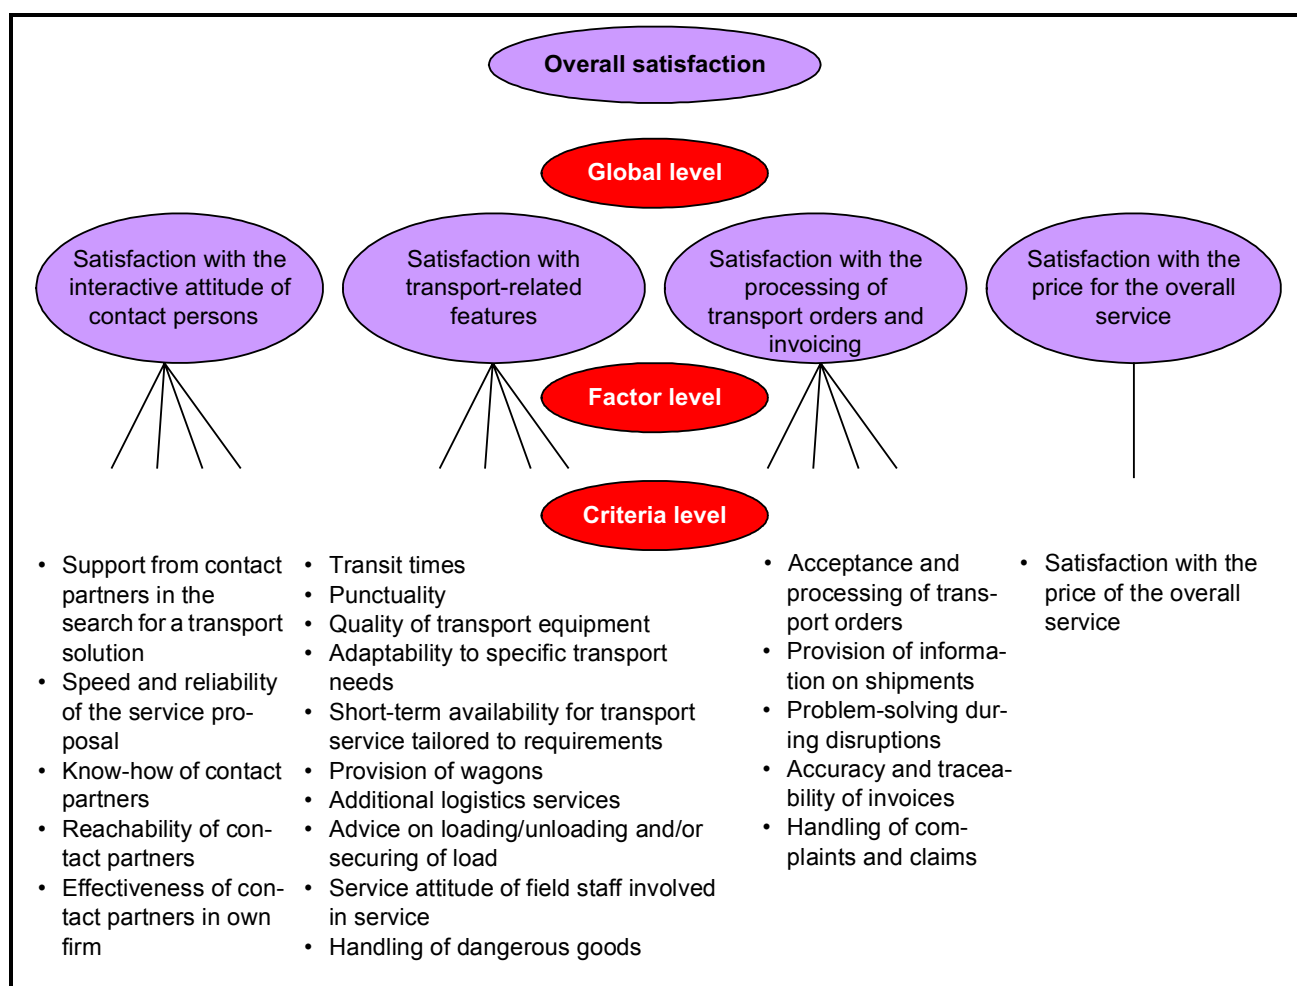 Overall satisfaction
Global level
Satisfaction with the
interactive attitude of
contact persons
Satisfaction with
transport-related
features
Satisfaction with the
processing of
transport orders and
invoicing
Satisfaction with the
price for the overall
service
Factor level
Criteria level
• Support from contact
partners in the
search for a transport
solution
• Speed and reliability
of the service pro-
posal
• Know-how of contact
partners
• Reachability of con-
tact partners
• Effectiveness of con-
tact partners in own
firm
• Transit times
• Punctuality
• Quality of transport equipment
• Adaptability to specific transport
needs
• Short-term availability for transport
service tailored to requirements
• Provision of wagons
• Additional logistics services
• Advice on loading/unloading and/or
securing of load
• Service attitude of field staff involved
in service
• Handling of dangerous goods
• Acceptance and
processing of trans-
port orders
• Provision of informa-
tion on shipments
• Problem-solving dur-
ing disruptions
• Accuracy and tracea-
bility of invoices
• Handling of com-
plaints and claims
• Satisfaction with the
price of the overall
service